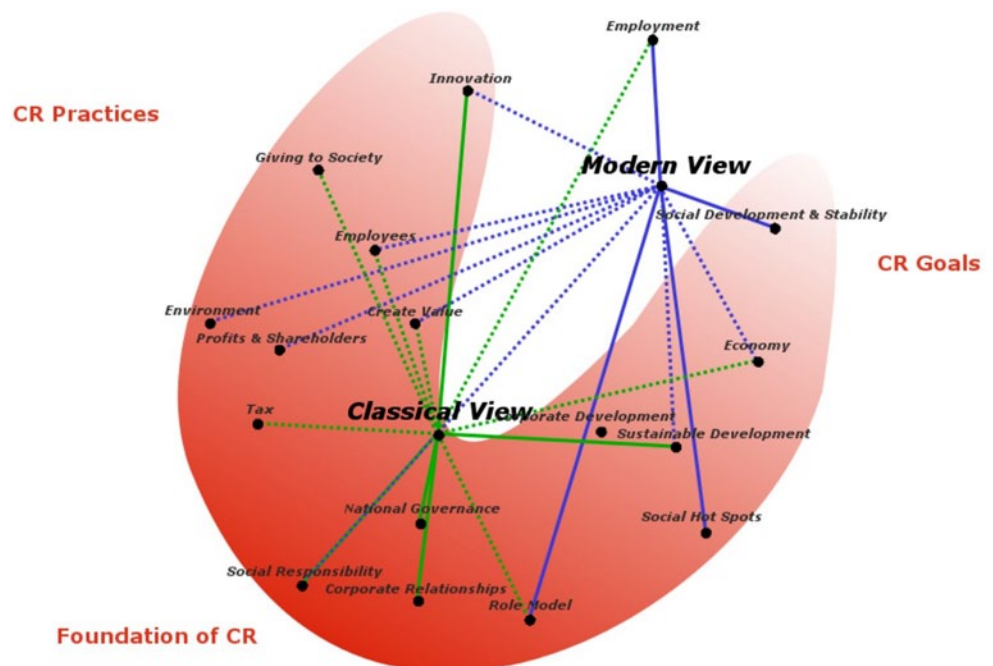 Employment
Innovation
CR Practices
Giving to Society
Modern View
Social Development & Stability
Employees
CR Goals
Environment
Create Value
Profits & Shareholders
Economy
Tax
Classical View
Corporate Development
Sustainable Development
National Governance
Social Hot Spots
Social Responsibility
Corporate Relationships
Role Model
Foundation of CR